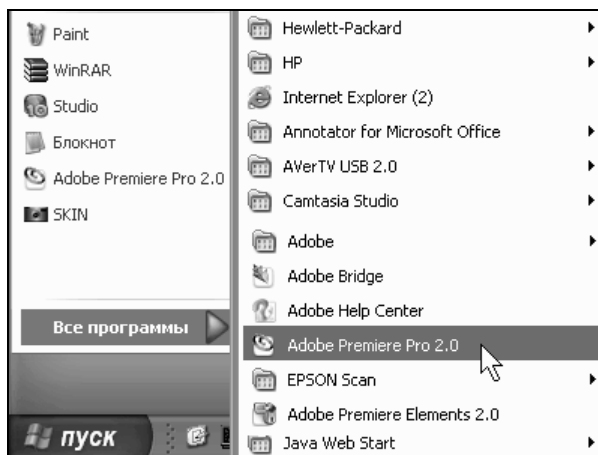 Paint
WinRAR
Studio
Блокнот
Adobe Premiere Pro 2.0
SKIN
Все программы
пуск
Hewlett-Packard
HP
Internet Explorer (2)
Annotator for Microsoft Office
AVerTV USB 2.0
Camtasia Studio
Adobe
Adobe Bridge
Adobe Help Center
Adobe Premiere Pro 2.0
EPSON Scan
Adobe Premiere Elements 2.0
Java Web Start